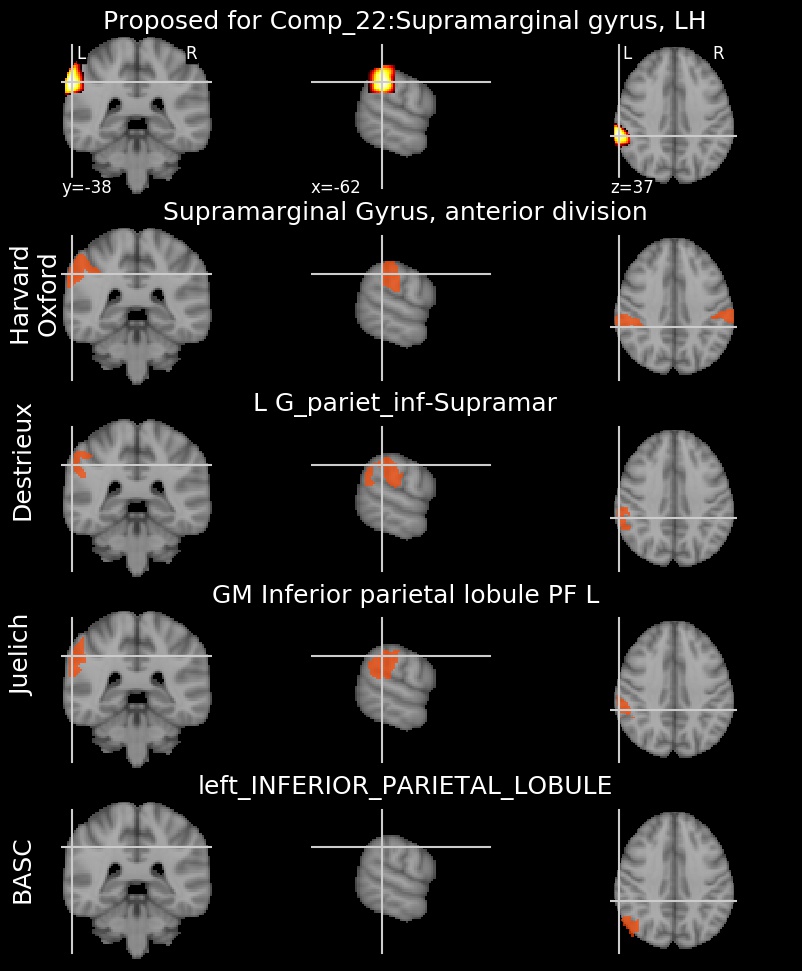 Proposed for Comp_22:Supramarginal gyrus, LH
L R
L R
y=-38 x=-62 z=37
Supramarginal Gyrus, anterior division
Harvard
Oxford
L G_pariet_inf-Supramar
Destrieux
GM Inferior parietal lobule PF L
Juelich
left_INFERIOR_PARIETAL_LOBULE
BASC